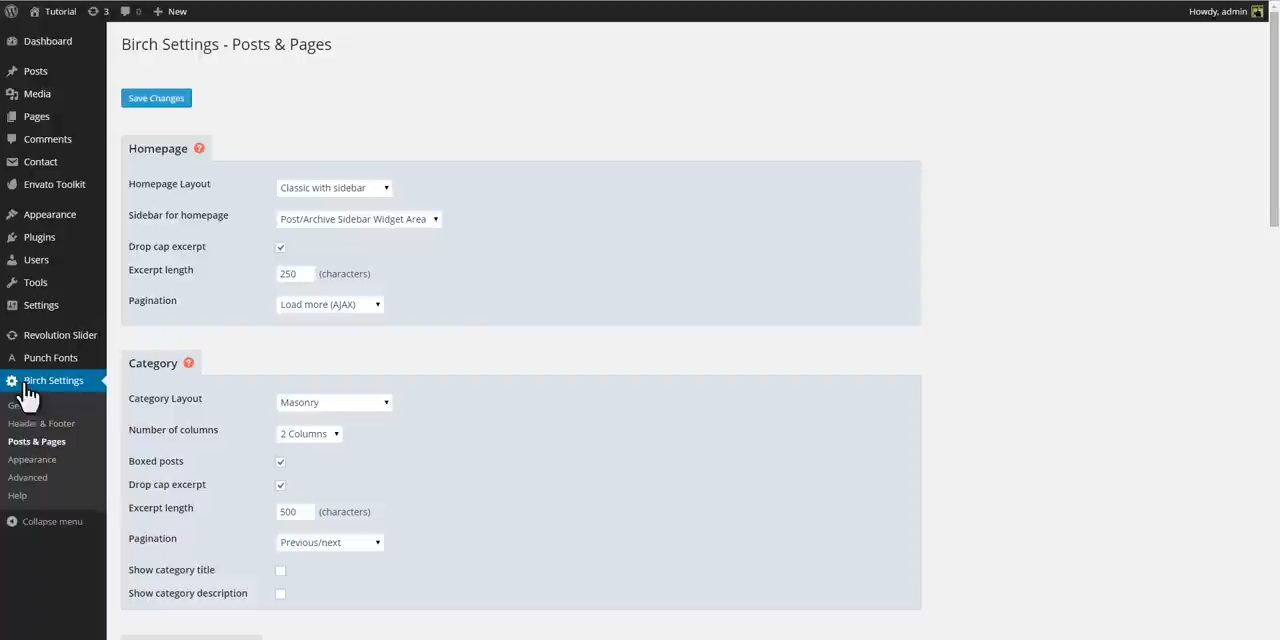 Tutorial 3 0 New Howdy, admin
Dashboard
Posts
Media
Pages
Comments
Contact
Envato Toolkit
Appearance
Plugins
Users
Tools
Settings
Revolution Slider
Punch Fonts
Birch Settings
Header & Footer
Posts & Pages
Appearance
Advanced
Help
Collapse menu
Birch Settings - Posts & Pages
Save Changes
Homepage ?
Homepage Layout Classic with sidebar
Sidebar for homepage Post/Archive Sidebar Widget Area
Drop cap excerpt
Excerpt length 250 (characters)
Pagination Load more (AJAX)
Category ?
Category Layout Masonry
Number of columns 2 Columns
Boxed posts
Drop cap excerpt
Excerpt length 500 (characters)
Pagination Previous/next
Show category title
Show category description